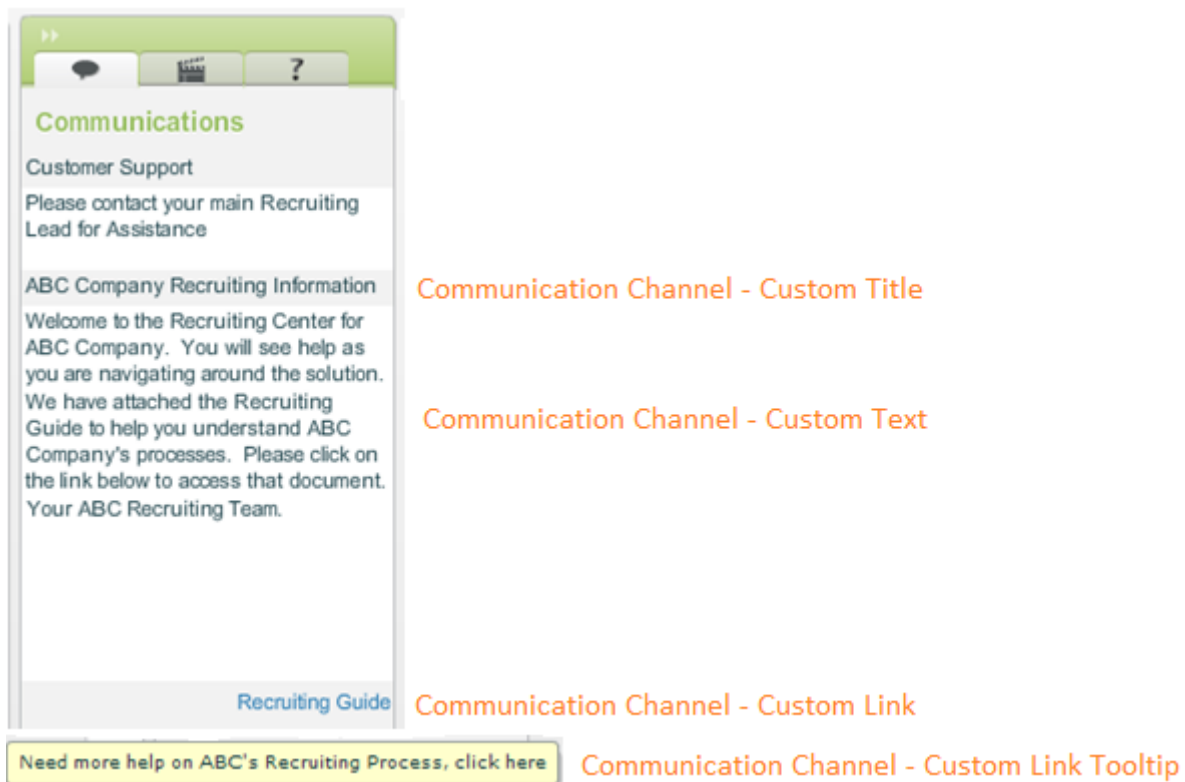 ?
Communications
Customer Support
Please contact your main Recruiting
Lead for Assistance
ABC Company Recruiting Information
Communication Channel - Custom Title
Welcome to the Recruiting Center for
ABC Company. You will see help as
you are navigating around the solution.
We have attached the Recruiting
Guide to help you understand ABC
Company's processes. Please click on
the link below to access that document.
Your ABC Recruiting Team.
Communication Channel - Custom Text
Recruiting Guide
Communication Channel - Custom Link
Need more help on ABC's Recruiting Process, click here
Communication Channel - Custom Link Tooltip